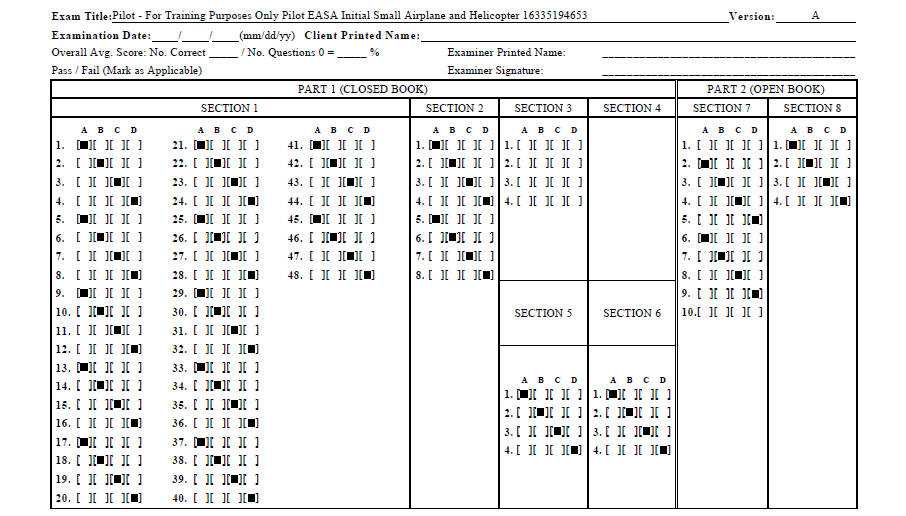 Exam Title: Pilot - For Training Purposes Only Pilot EASA Initial Small Airplane and Helicopter 16335194653 Version: A
Examination Date: ____/____/____(mm/dd/yy) Client Printed Name:
Overall Avg. Score: No. Correct _____ / No. Questions 0 = _____ % Examiner Printed Name:
Pass / Fail (Mark as Applicable) Examiner Signature:
PART 1 (CLOSED BOOK) PART 2 (OPEN BOOK)
SECTION 1 SECTION 2 SECTION 3 SECTION 4 SECTION 7 SECTION 8
A B C D A B C D A B C D A B C D A B C D A B C D A B C D
1. [■][ ][ ][ ] 21. [■][ ][ ][ ] 41. [■][ ][ ][ ] 1. [■][ ][ ][ ] 1. [ ][ ][ ][ ] 1. [ ][ ][ ][ ] 1. [■][ ][ ][ ]
2. [ ][■][ ][ ] 22. [ ][■][ ][ ] 42. [ ][■][ ][ ] 2. [ ][■][ ][ ] 2. [ ][ ][ ][ ] 2. [■][ ][ ][ ] 2. [ ][■][ ][ ]
3. [ ][ ][■][ ] 23. [ ][ ][■][ ] 43. [ ][ ][■][ ] 3. [ ][ ][■][ ] 3. [ ][ ][ ][ ] 3. [ ][■][ ][ ] 3. [ ][ ][■][ ]
4. [ ][ ][ ][■] 24. [ ][ ][ ][■] 44. [ ][ ][ ][■] 4. [ ][ ][ ][■] 4. [ ][ ][ ][ ] 4. [ ][ ][■][ ] 4. [ ][ ][ ][■]
5. [■][ ][ ][ ] 25. [■][ ][ ][ ] 45. [■][ ][ ][ ] 5. [■][ ][ ][ ] 5. [ ][ ][ ][■]
6. [ ][■][ ][ ] 26. [ ][■][ ][ ] 46. [ ][■][ ][ ] 6. [ ][■][ ][ ] 6. [■][ ][ ][ ]
7. [ ][ ][■][ ] 27. [ ][ ][■][ ] 47. [ ][ ][■][ ] 7. [ ][ ][■][ ] 7. [ ][■][ ][ ]
8. [ ][ ][ ][■] 28. [ ][ ][ ][■] 48. [ ][ ][ ][■] 8. [ ][ ][ ][■] 8. [ ][ ][■][ ]
9. [■][ ][ ][ ] 29. [■][ ][ ][ ] 9. [ ][ ][ ][■]
10. [ ][■][ ][ ] 30. [ ][■][ ][ ] SECTION 5 SECTION 6 10.[ ][ ][ ][ ]
11. [ ][ ][■][ ] 31. [ ][ ][■][ ]
12. [ ][ ][ ][■] 32. [ ][ ][ ][■]
13. [■][ ][ ][ ] 33. [■][ ][ ][ ]
A B C D A B C D
14. [ ][■][ ][ ] 34. [ ][■][ ][ ] 1. [■][ ][ ][ ] 1. [■][ ][ ][ ]
15. [ ][ ][■][ ] 35. [ ][ ][■][ ] 2. [ ][■][ ][ ] 2. [ ][■][ ][ ]
16. [ ][ ][ ][■] 36. [ ][ ][ ][■] 3. [ ][ ][■][ ] 3. [ ][ ][■][ ]
17. [■][ ][ ][ ] 37. [■][ ][ ][ ] 4. [ ][ ][ ][■] 4. [ ][ ][ ][■]
18. [ ][■][ ][ ] 38. [ ][■][ ][ ]
19. [ ][ ][■][ ] 39. [ ][ ][■][ ]
20. [ ][ ][ ][■] 40. [ ][ ][ ][■]